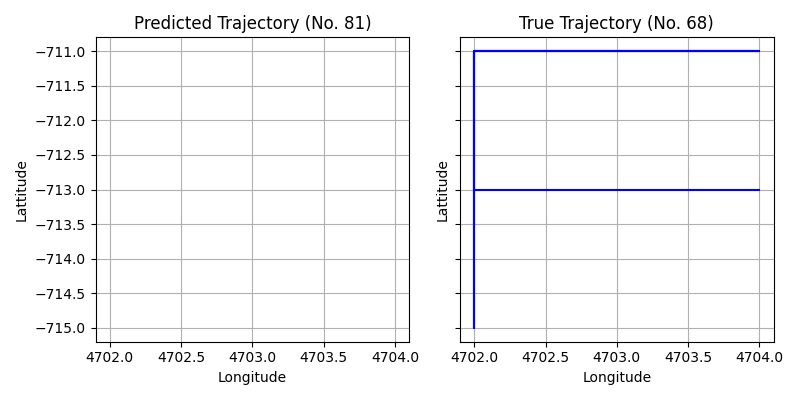 Predicted Trajectory (No. 81)
True Trajectory (No. 68)
−711.0
−711.5
−712.0
−712.5
−713.0
−713.5
−714.0
−714.5
−715.0
Lattitude
Lattitude
4702.0 4702.5 4703.0 4703.5 4704.0
4702.0 4702.5 4703.0 4703.5 4704.0
Longitude
Longitude